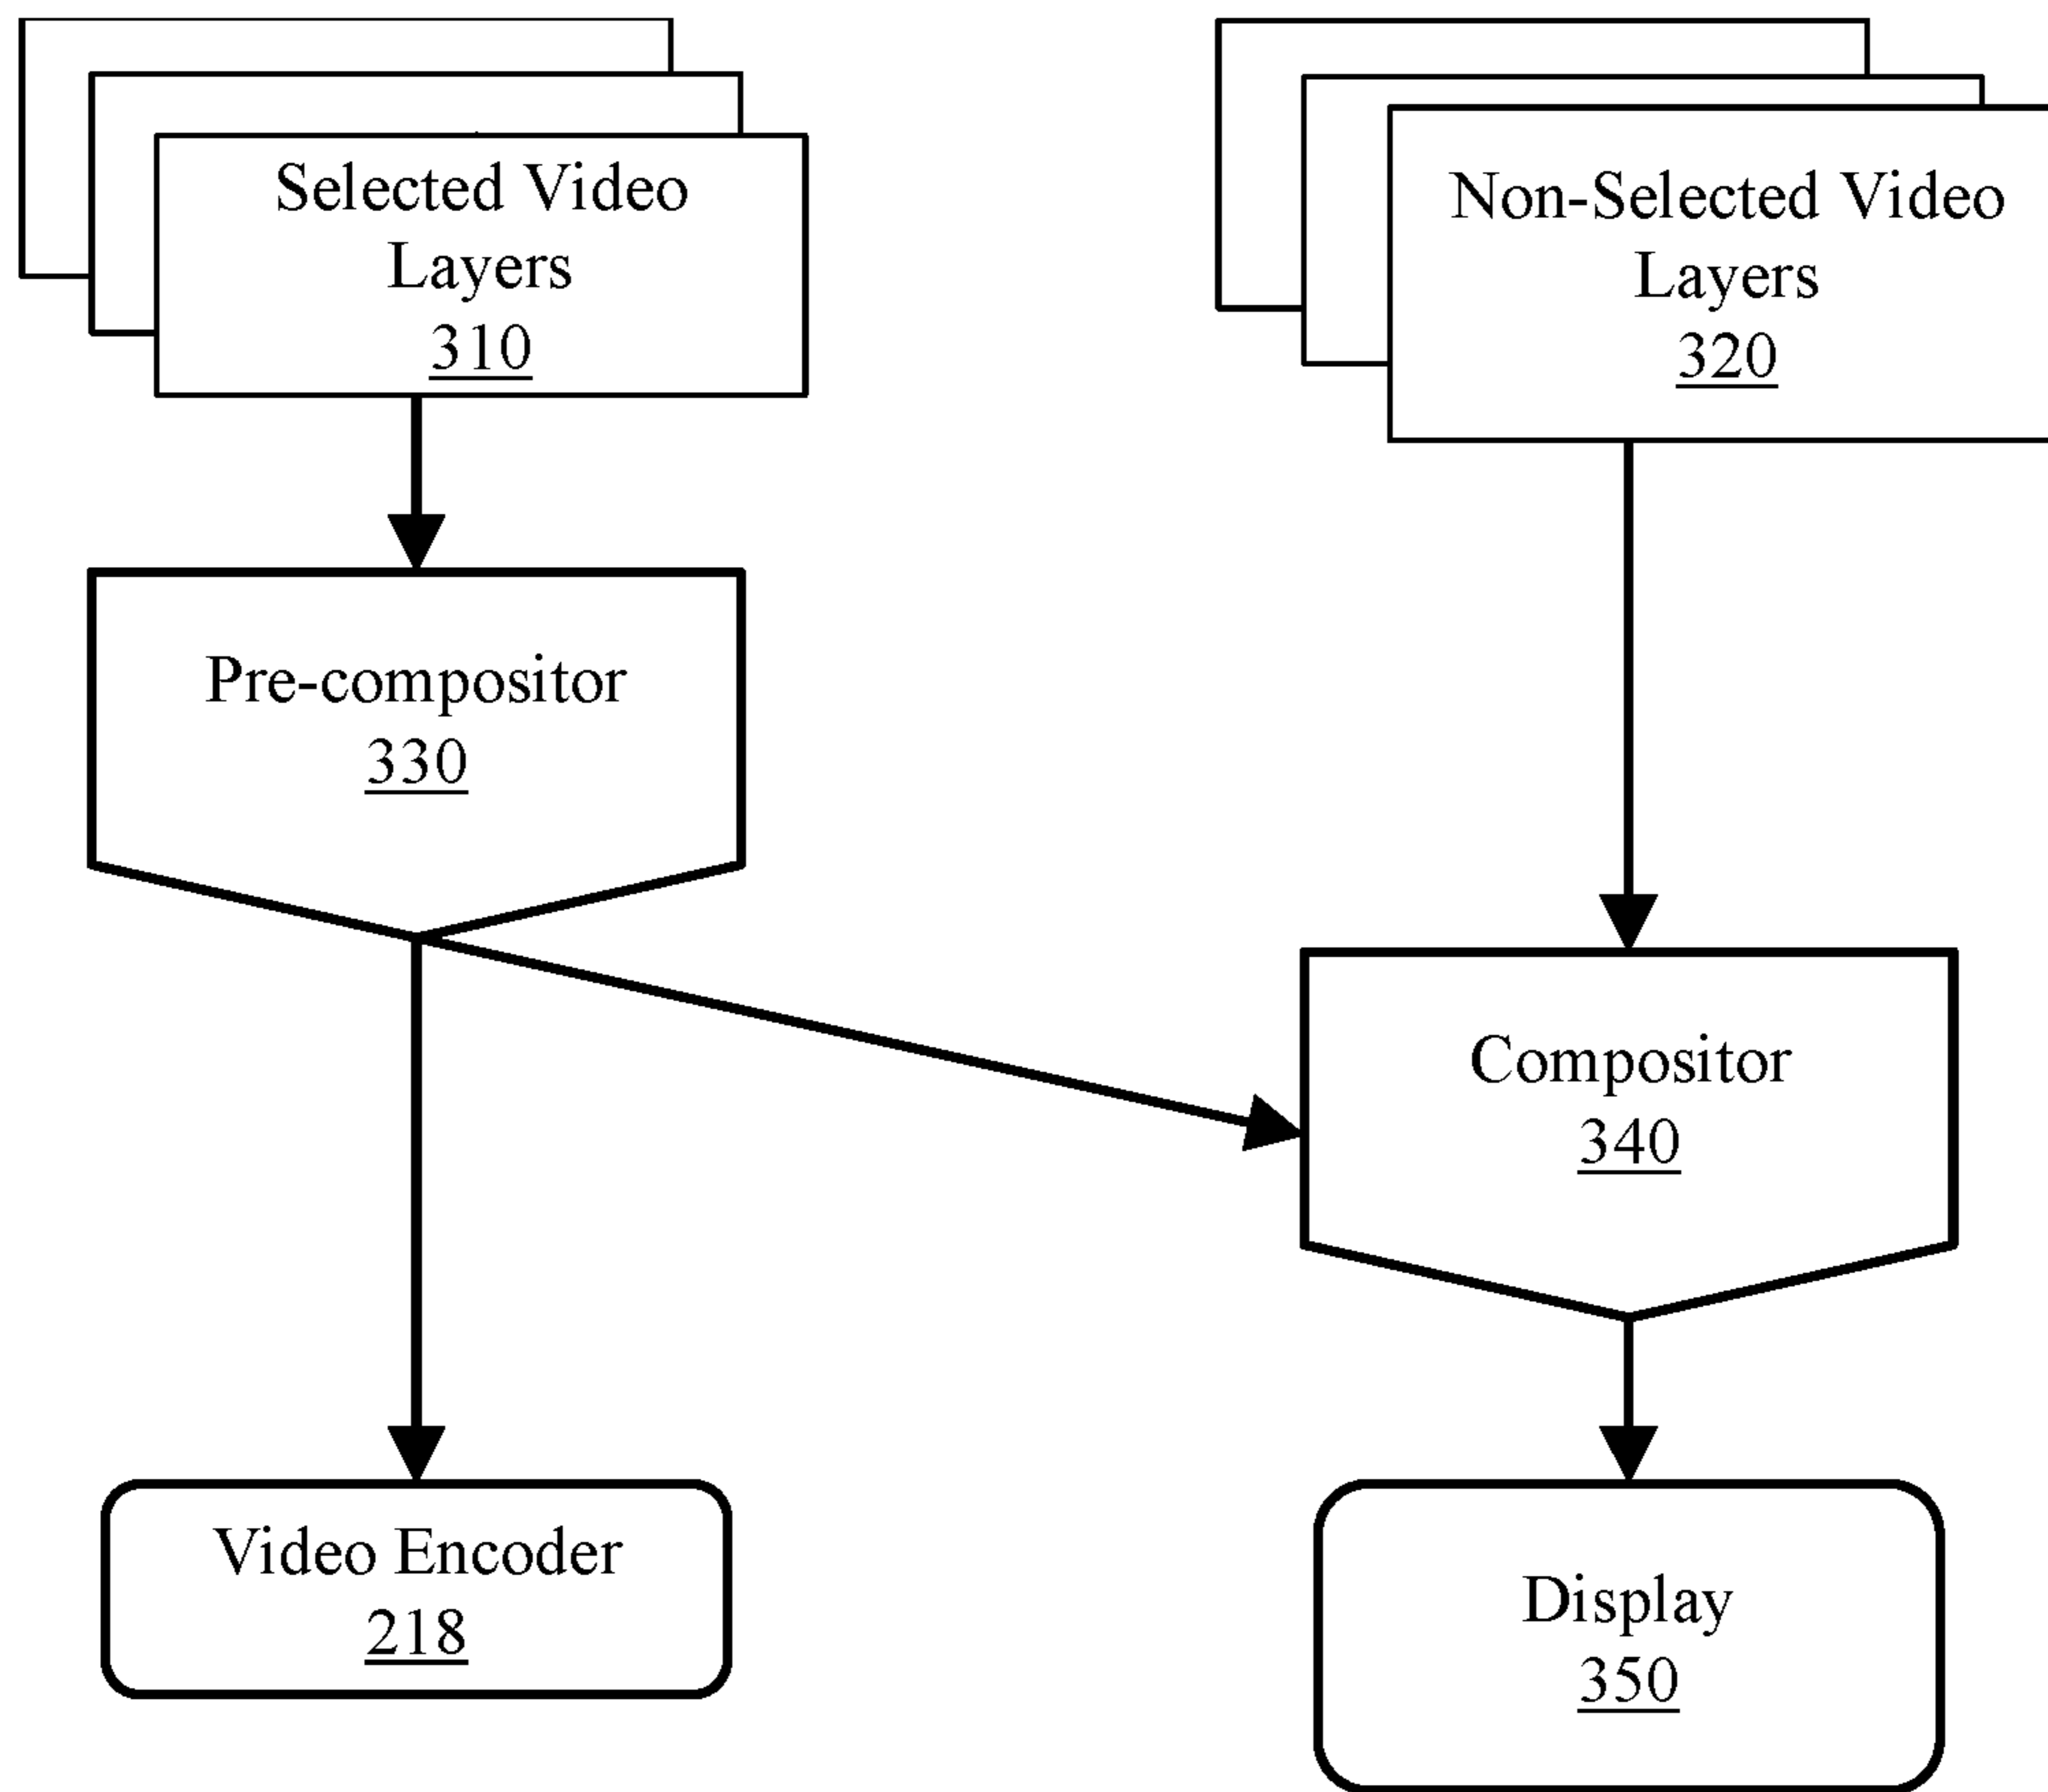 Selected Video
Layers
310
Non-Selected Video
Layers
320
Pre-compositor
330
Compositor
340
Video Encoder
218
Display
350